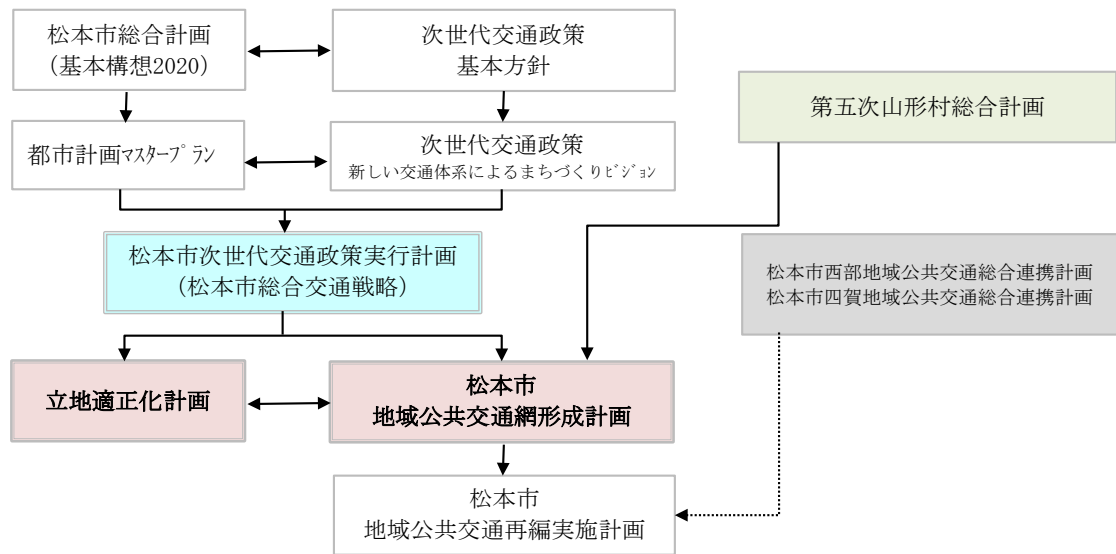 松本市総合計画
（基本構想2020）
次世代交通政策
基本方針
第五次山形村総合計画
都市計画ﾏｽﾀｰﾌﾟﾗﾝ
次世代交通政策
新しい交通体系によるまちづくりﾋﾞｼﾞｮﾝ
松本市次世代交通政策実行計画
（松本市総合交通戦略）
松本市西部地域公共交通総合連携計画
松本市四賀地域公共交通総合連携計画
立地適正化計画
松本市
地域公共交通網形成計画
松本市
地域公共交通再編実施計画